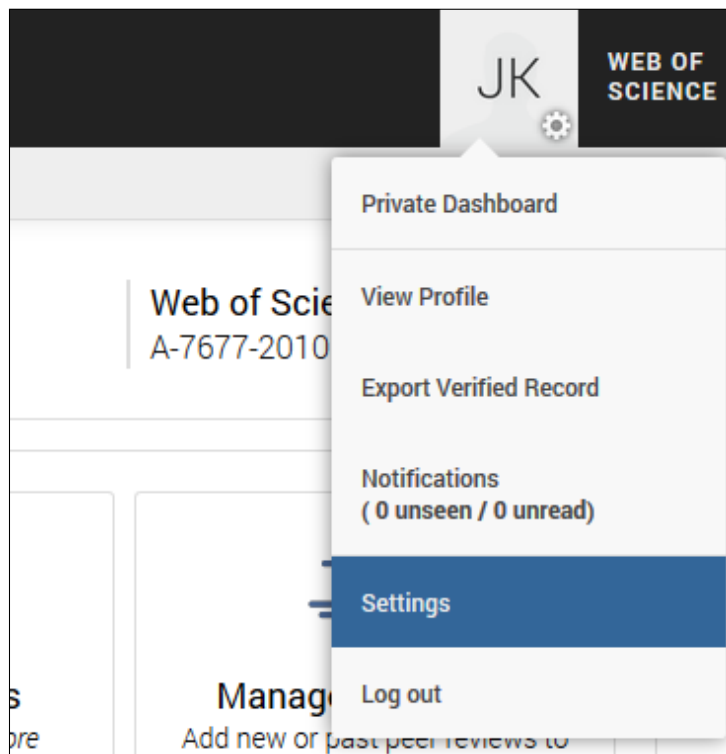 JK
WEB OF
SCIENCE
Private Dashboard
View Profile
Web of Scie
A-7677-2010
Export Verified Record
Notifications
( 0 unseen / 0 unread)
Settings
Log out
s
Manag
ore
Add new or past peer reviews to